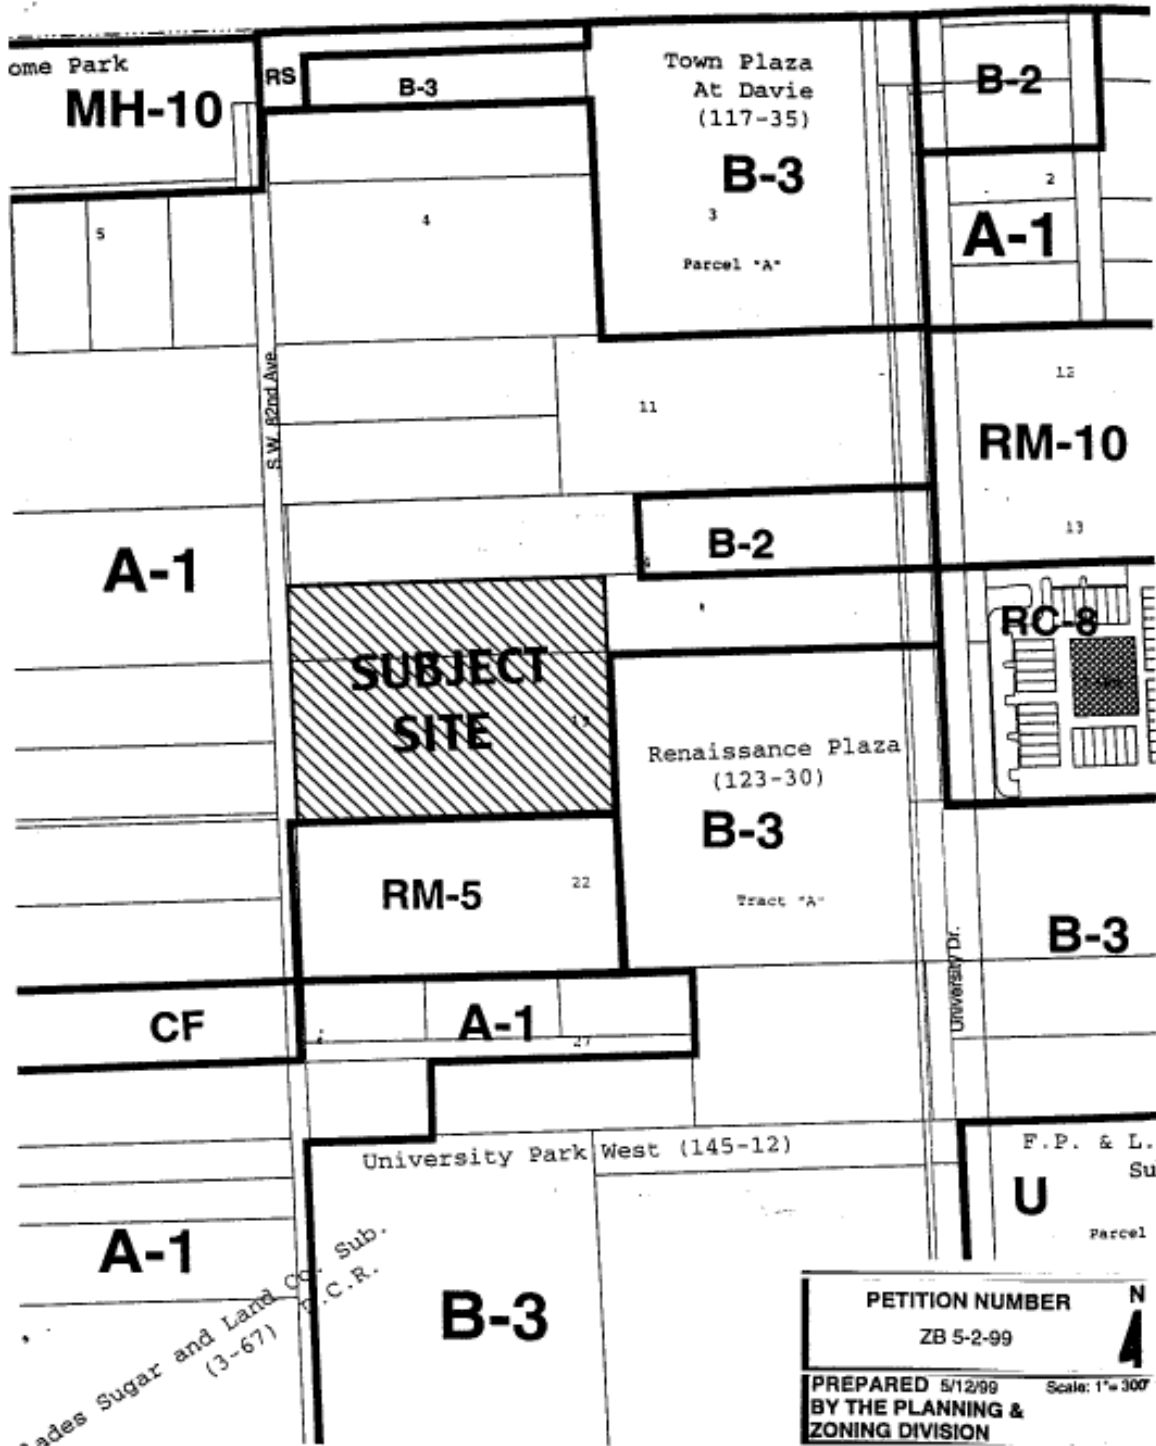 ome Park
MH-10
RS
B-3
Town Plaza
At Davie
(117-35)
B-3
3
Parcel "A"
B-2
2
A-1
5
4
S.W. 82nd Ave
11
12
RM-10
13
A-1
B-2
RC-8
SUBJECT
SITE
19
Renaissance Plaza
(123-30)
B-3
Tract "A"
RM-5
22
B-3
University Dr.
CF
A-1
27
University Park West (145-12)
F.P. & L.
Su
U
Parcel
A-1
lades Sugar and Land Co. Sub.
(3-67) D.C.R.
B-3
PETITION NUMBER
ZB 5-2-99
N
PREPARED 5/12/99 Scale: 1"= 300'
BY THE PLANNING &
ZONING DIVISION